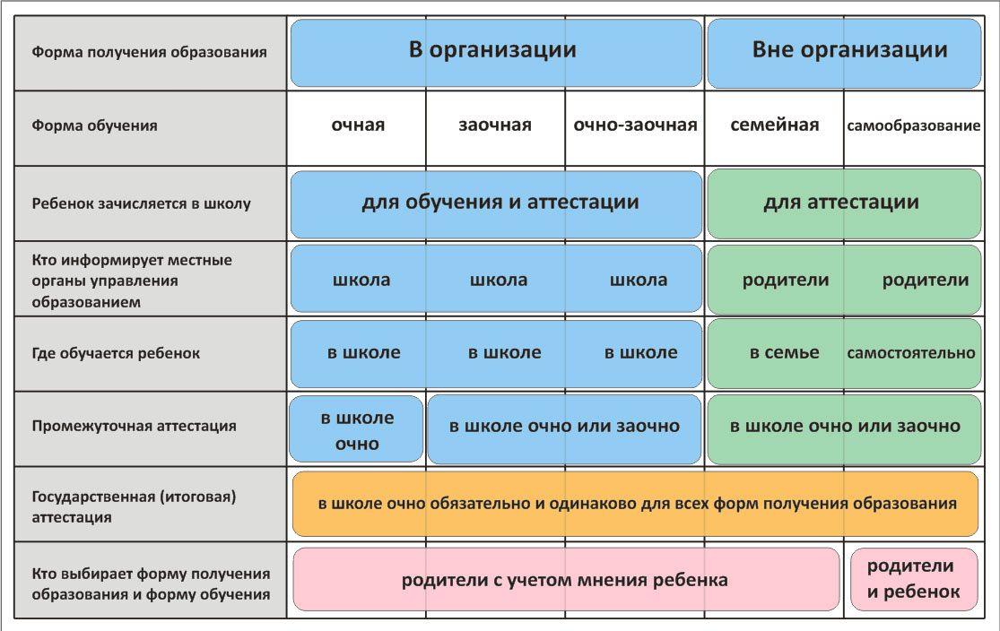 Форма получения образования
В организации
Вне организации
Форма обучения
очная
заочная
очно-заочная
семейная
самообразование
Ребенок зачисляется в школу
для обучения и аттестации
для аттестации
Кто информирует местные
органы управления
образованием
школа
школа
школа
родители
родители
Где обучается ребенок
в школе
в школе
в школе
в семье
самостоятельно
Промежуточная аттестация
в школе
очно
в школе очно или заочно
в школе очно или заочно
Государственная (итоговая)
аттестация
в школе очно обязательно и одинаково для всех форм получения образования
Кто выбирает форму получения
образования и форму обучения
родители с учетом мнения ребенка
родители
и ребенок